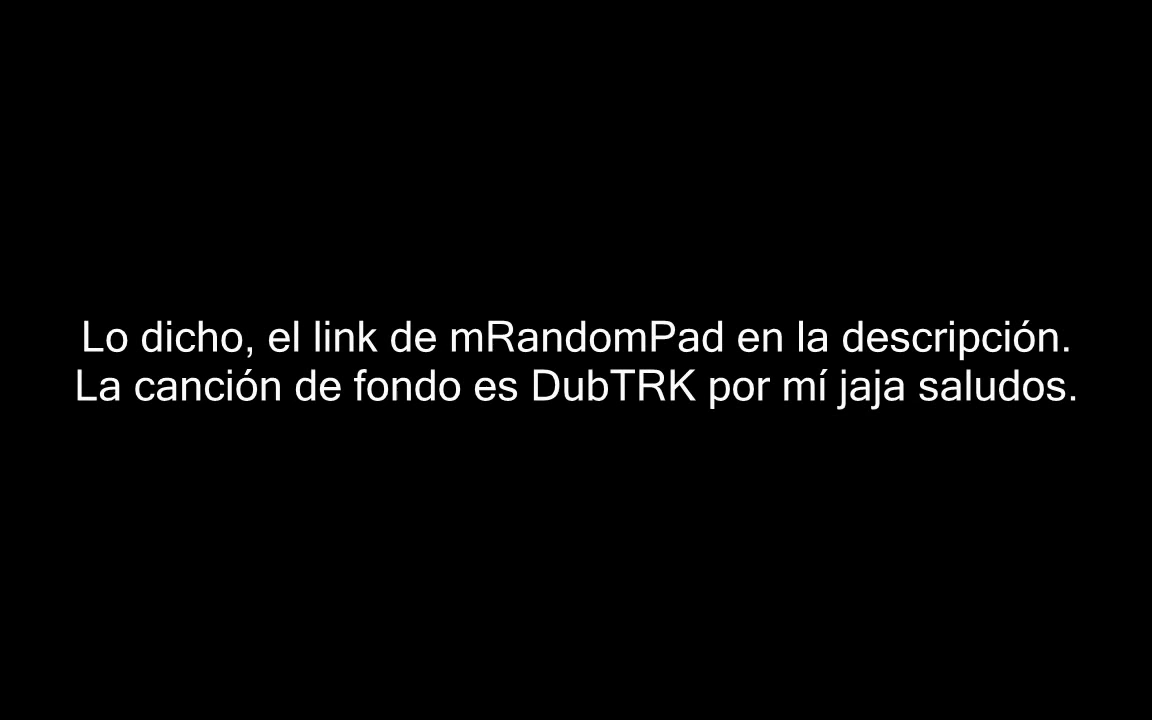 Lo dicho, el link de mRandomPad en la descripción.
La canción de fondo es DubTRK por mí jaja saludos.